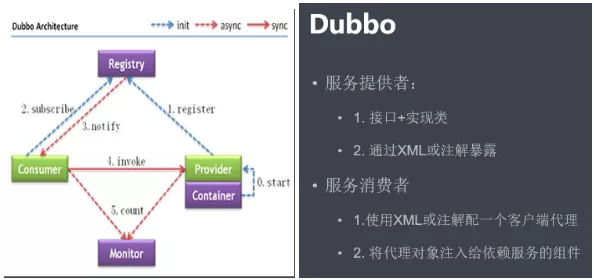 Dubbo Architecture
init
async
sync
Registry
2. subscribe
3. notify
1. register
Consumer
4. invoke
Provider
Container
0. start
5. count
Monitor
Dubbo
• 服务提供者：
• 1. 接口+实现类
• 2. 通过XML或注解暴露
• 服务消费者
• 1.使用XML或注解配一个客户端代理
• 2. 将代理对象注入给依赖服务的组件